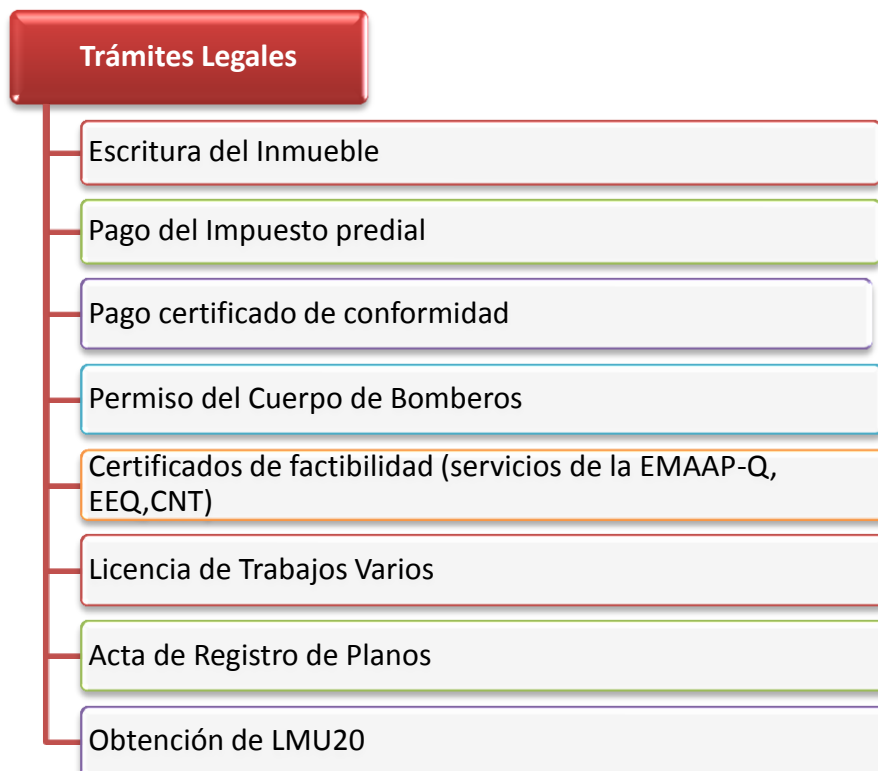 Trámites Legales
Escritura del Inmueble
Pago del Impuesto predial
Pago certificado de conformidad
Permiso del Cuerpo de Bomberos
Certificados de factibilidad (servicios de la EMAAP-Q,
EEQ,CNT)
Licencia de Trabajos Varios
Acta de Registro de Planos
Obtención de LMU20